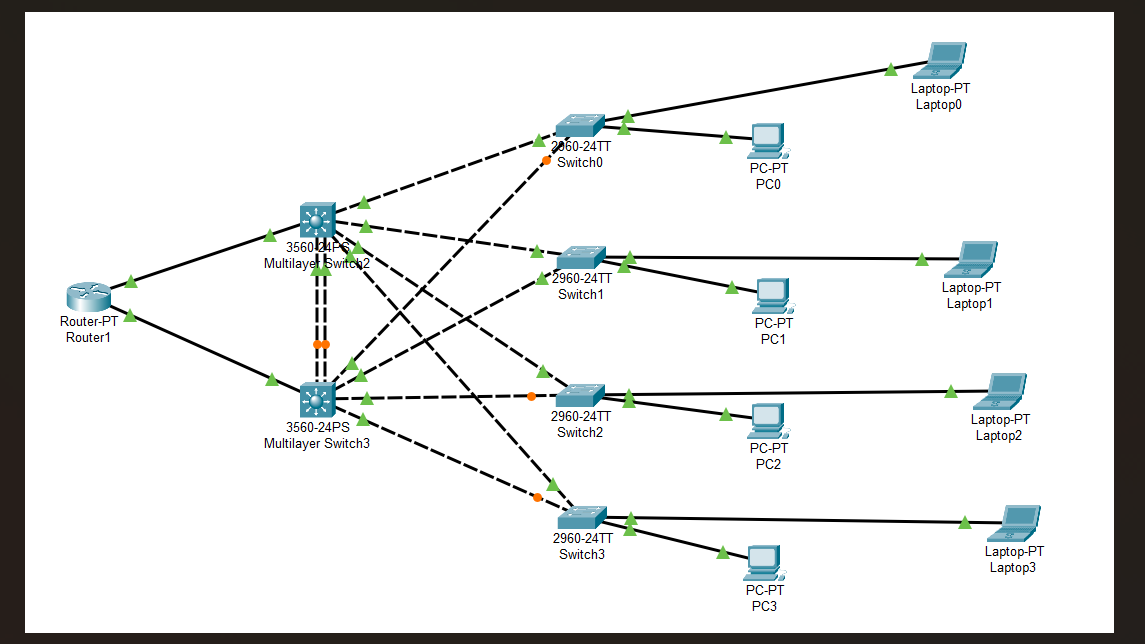 Laptop-PT
Laptop0
2960-24TT
Switch0
PC-PT
PC0
3560-24PS
Multilayer Switch2
2960-24TT
Switch1
Laptop-PT
Laptop1
Router-PT
Router1
PC-PT
PC1
3560-24PS
Multilayer Switch3
2960-24TT
Switch2
Laptop-PT
Laptop2
PC-PT
PC2
2960-24TT
Switch3
Laptop-PT
Laptop3
PC-PT
PC3